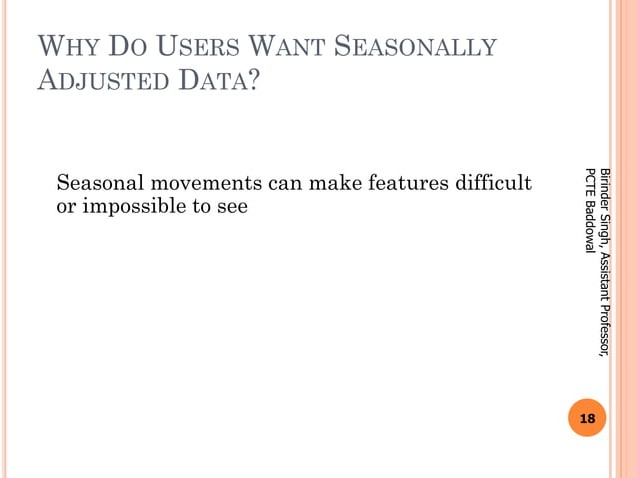 WHY DO USERS WANT SEASONALLY
ADJUSTED DATA?
Seasonal movements can make features difficult
or impossible to see
Birinder Singh, Assistant Professor,
PCTE Baddowal
18